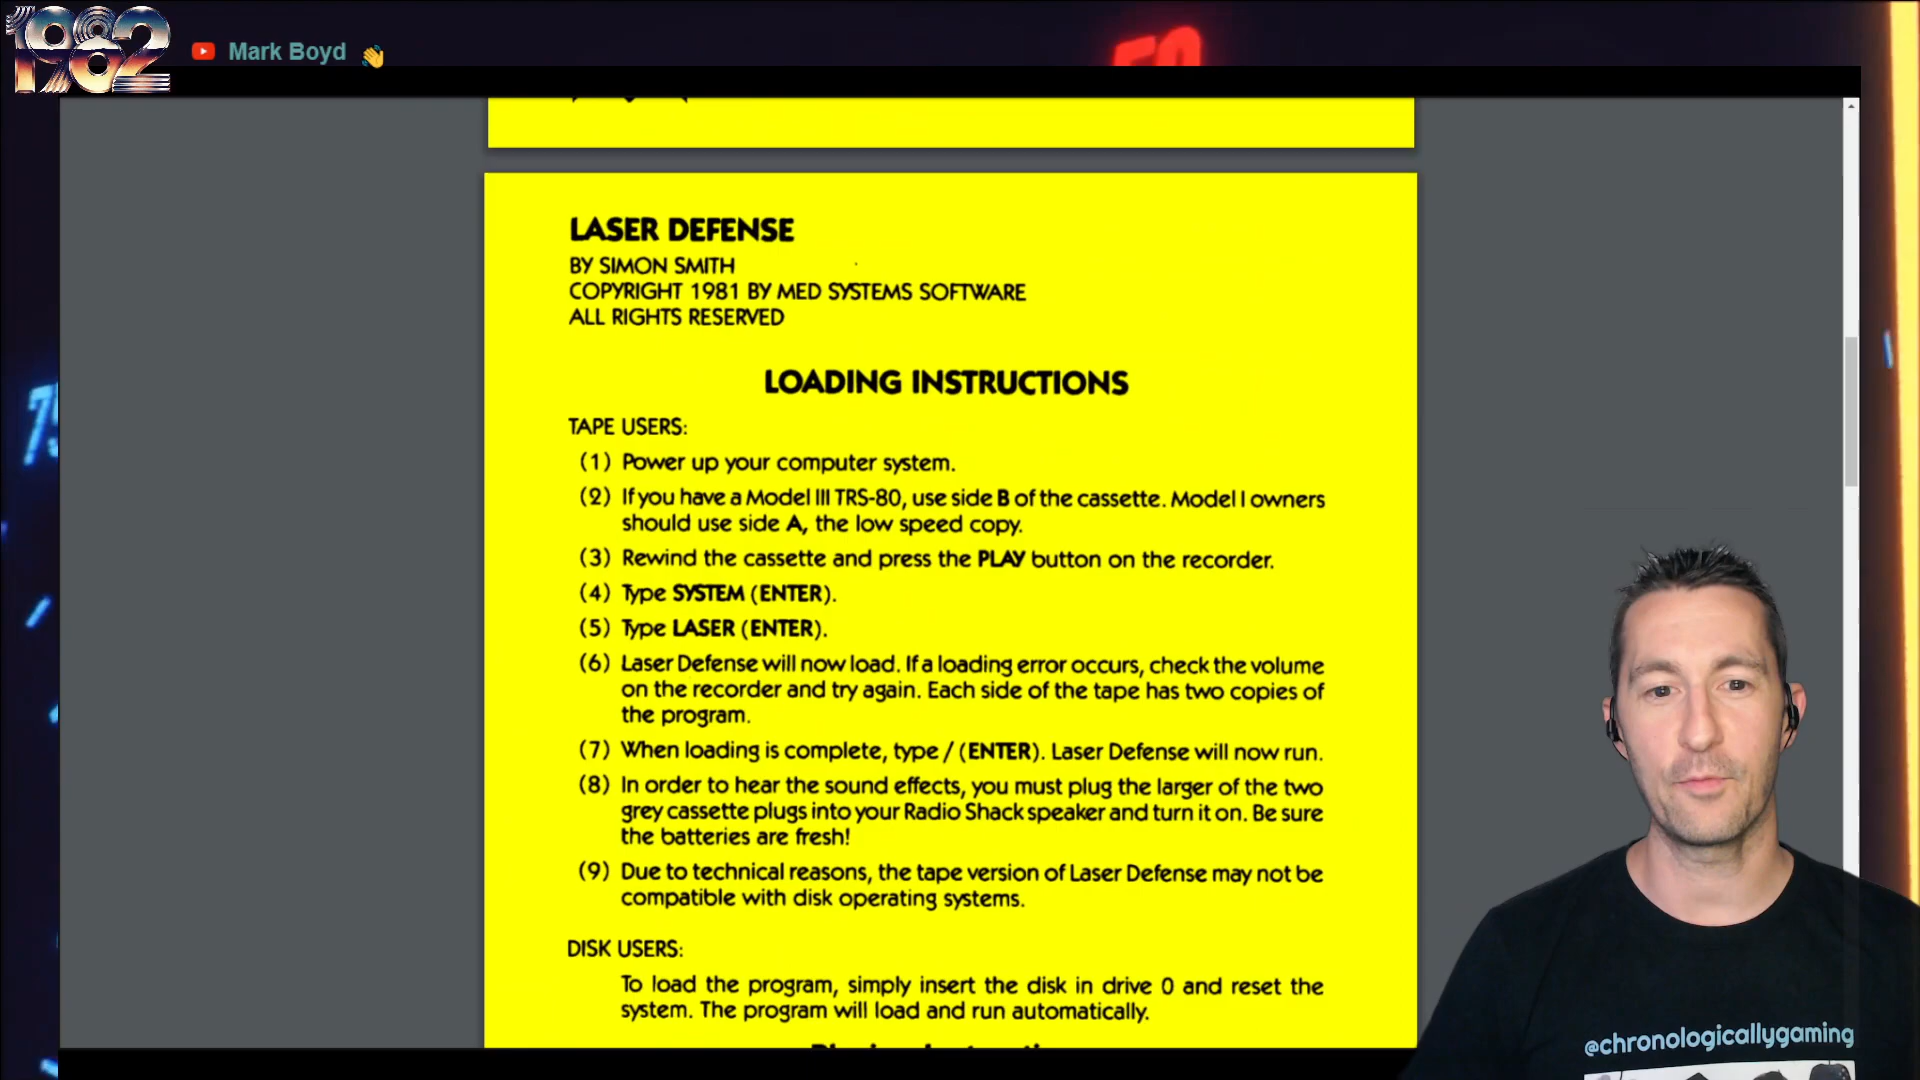 1982
Mark Boyd
LASER DEFENSE
BY SIMON SMITH
COPYRIGHT 1981 BY MED SYSTEMS SOFTWARE
ALL RIGHTS RESERVED
LOADING INSTRUCTIONS
TAPE USERS:
(1) Power up your computer system.
(2) If you have a Model III TRS-80, use side B of the cassette. Model I owners
should use side A, the low speed copy.
(3) Rewind the cassette and press the PLAY button on the recorder.
(4) Type SYSTEM (ENTER).
(5) Type LASER (ENTER).
(6) Laser Defense will now load. If a loading error occurs, check the volume
on the recorder and try again. Each side of the tape has two copies of
the program.
(7) When loading is complete, type / (ENTER). Laser Defense will now run.
(8) In order to hear the sound effects, you must plug the larger of the two
grey cassette plugs into your Radio Shack speaker and turn it on. Be sure
the batteries are fresh!
(9) Due to technical reasons, the tape version of Laser Defense may not be
compatible with disk operating systems.
DISK USERS:
To load the program, simply insert the disk in drive 0 and reset the
system. The program will load and run automatically.
@chronologicallygaming